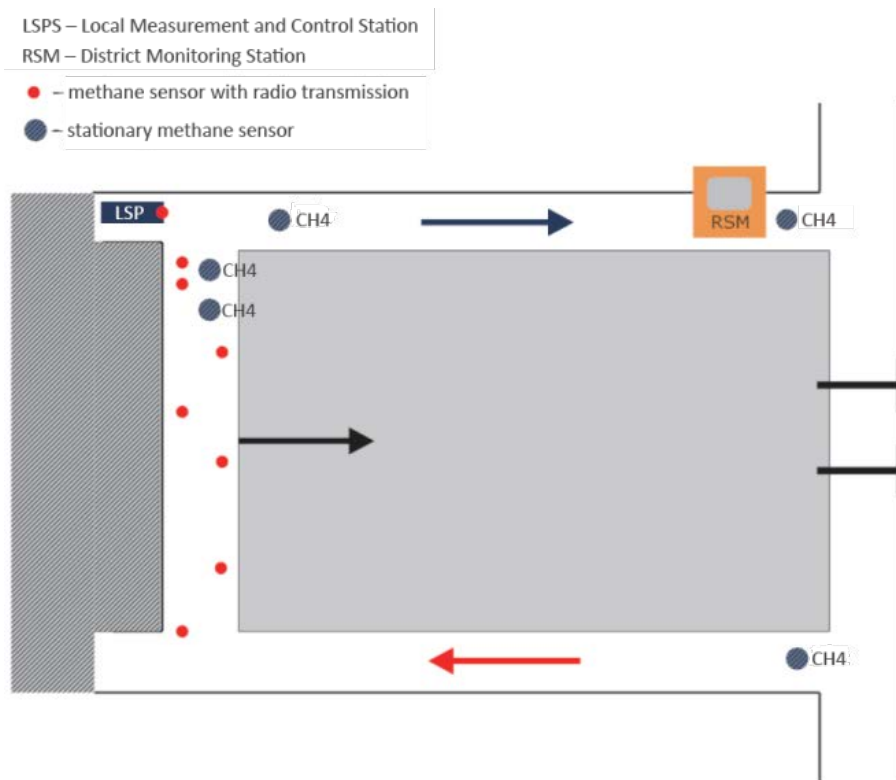 LSPS – Local Measurement and Control Station
RSM – District Monitoring Station
– methane sensor with radio transmission
– stationary methane sensor
LSP
CH4
RSM
CH4
CH4
CH4
CH4